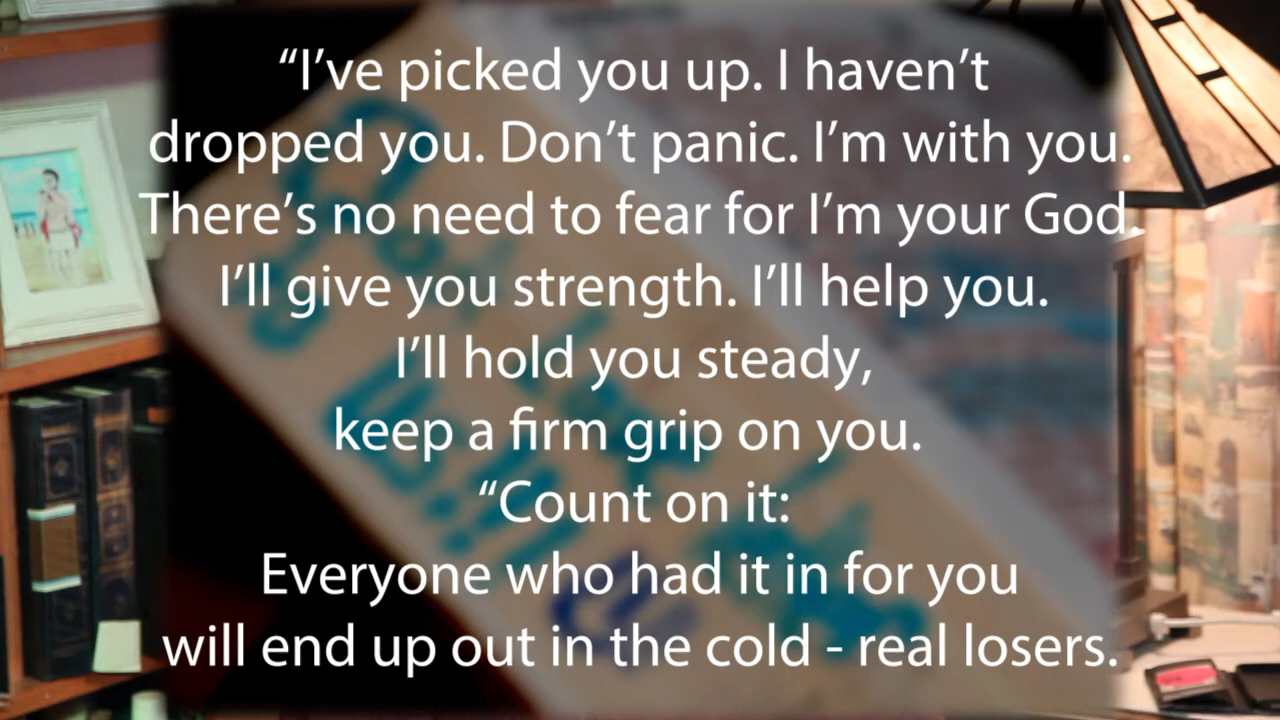 “I’ve picked you up. I haven’t
dropped you. Don’t panic. I’m with you.
There’s no need to fear for I’m your God.
I’ll give you strength. I’ll help you.
I’ll hold you steady,
keep a firm grip on you.
“Count on it:
Everyone who had it in for you
will end up out in the cold - real losers.